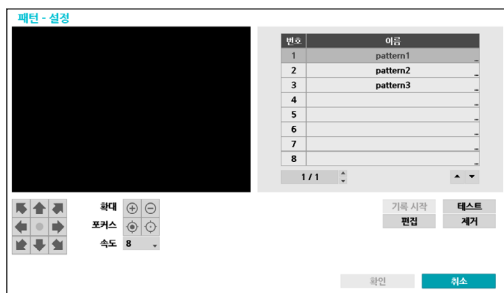 패턴 - 설정
번호 이름
1 pattern1
2 pattern2
3 pattern3
4
5
6
7
8
1 / 1
확대
포커스
속도 8
기록 시작 테스트
편집 제거
확인 취소